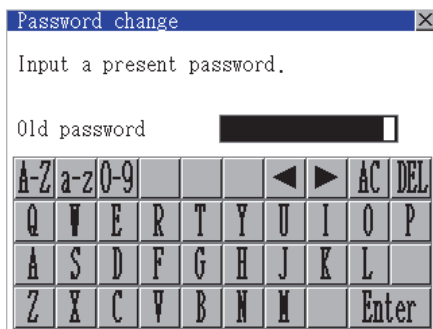 Password change ×
Input a present password.
Old password
A-Z a-z 0-9 ◀ ▶ AC DEL
Q W E R T Y U I O P
A S D F G H J K L
Z X C V B N M Enter